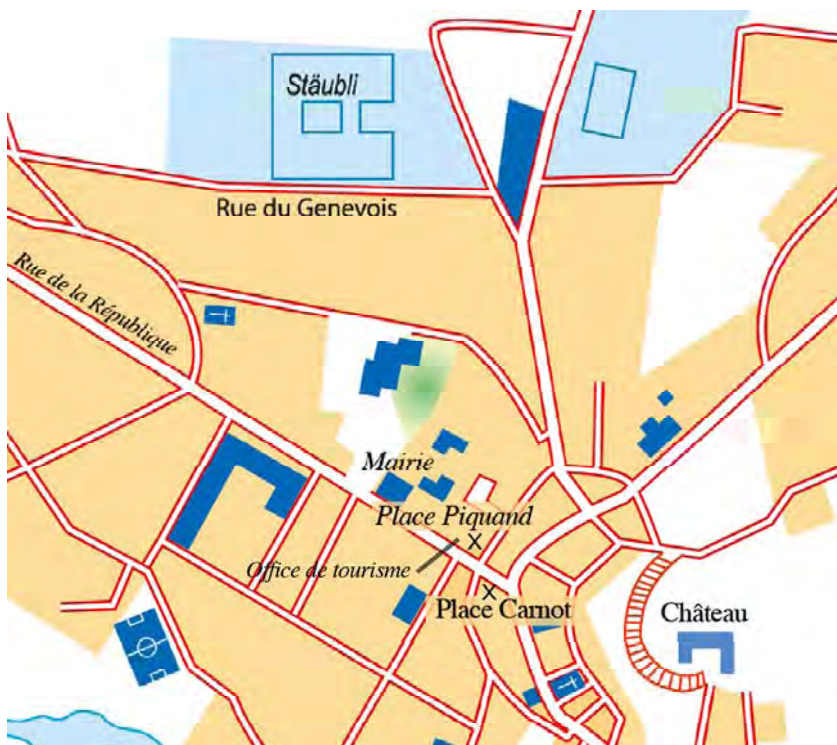 Stäubli
Rue du Genevois
Rue de la République
Mairie
Place Piquand
Office de tourisme
Place Carnot
Château